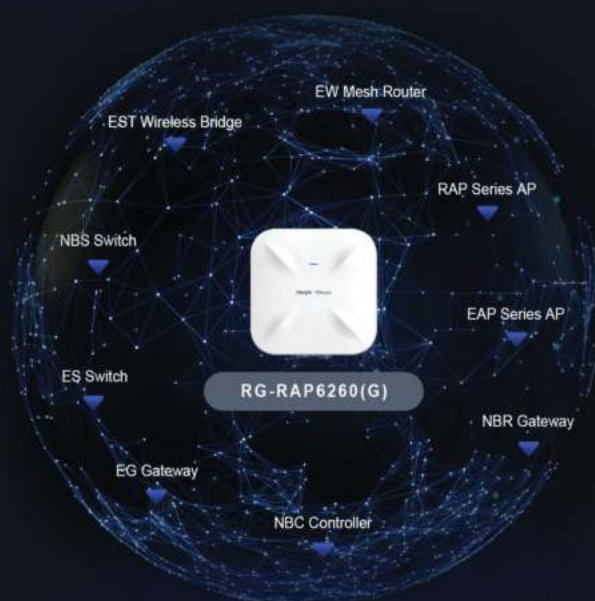 EW Mesh Router
EST Wireless Bridge
RAP Series AP
NBS Switch
EAP Series AP
ES Switch
RG-RAP6260(G)
NBR Gateway
EG Gateway
NBC Controller